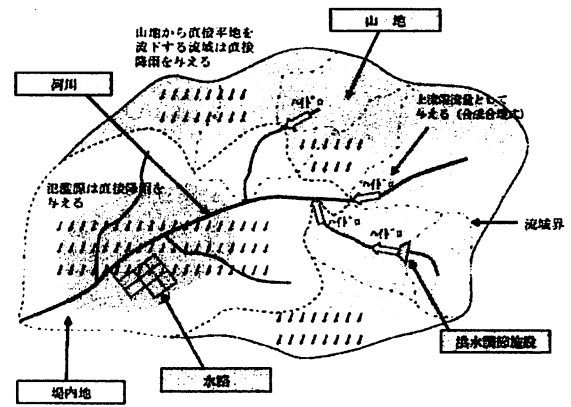 山地から直接平地を
流下する流域は直接
降雨を与える
山 地
河川
ハイドロ
上流端流量として
与える（合成合理式）
ハイドロ
氾濫原は直接降雨を
与える
ハイドロ
ハイドロ
流域界
洪水調節施設
水路
堤内地